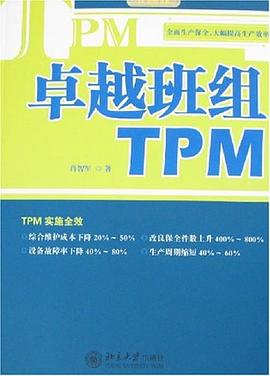 TPM
全面生产保全，大幅提高生产效率
卓越班组
TPM
肖智军 ◎ 著
TPM 实施全效
◎ 综合维护成本下降 20%～50%
◎ 改良保全件数上升 400%～800%
◎ 设备故障率下降 40%～80%
◎ 生产周期缩短 40%～60%
北京大学出版社